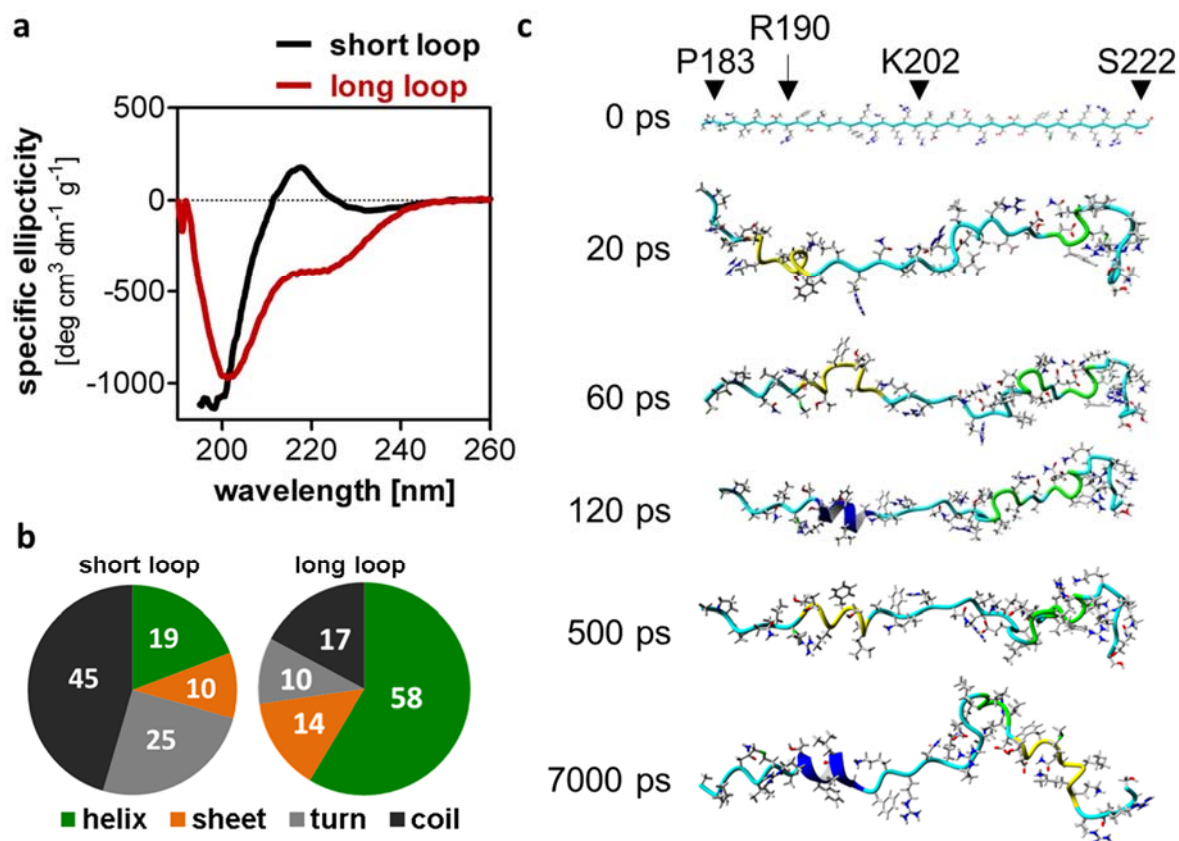 a
short loop
long loop
specific ellipcticity
[deg cm³ dm⁻¹ g⁻¹]
500
0
-500
-1000
200
220
240
260
wavelength [nm]
b
short loop
long loop
19
10
25
45
17
10
14
58
helix
sheet
turn
coil
c
P183
R190
K202
S222
0 ps
20 ps
60 ps
120 ps
500 ps
7000 ps